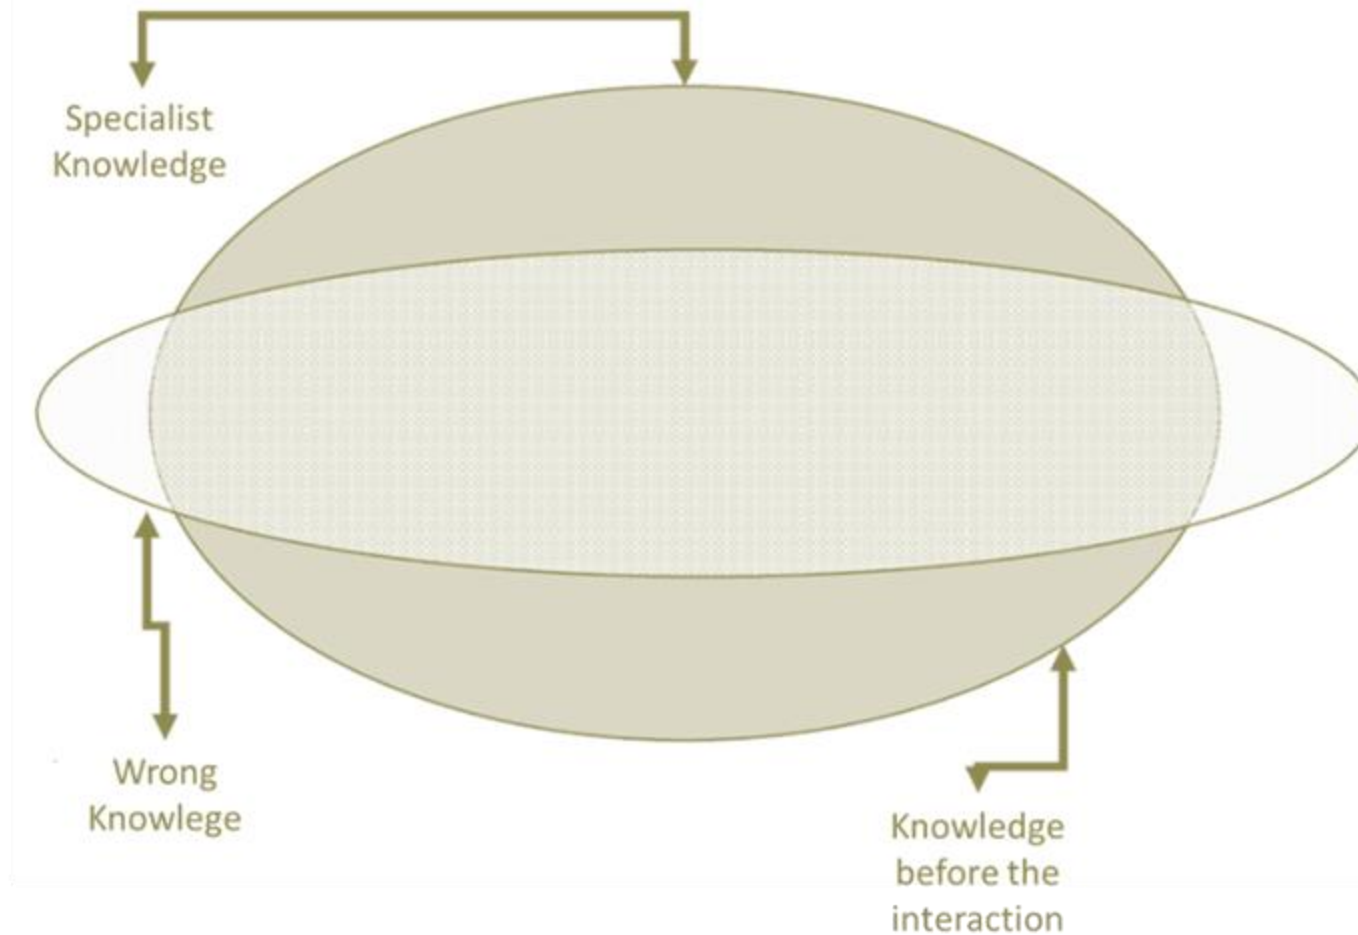 Specialist
Knowledge
Wrong
Knowlege
Knowledge
before the
interaction